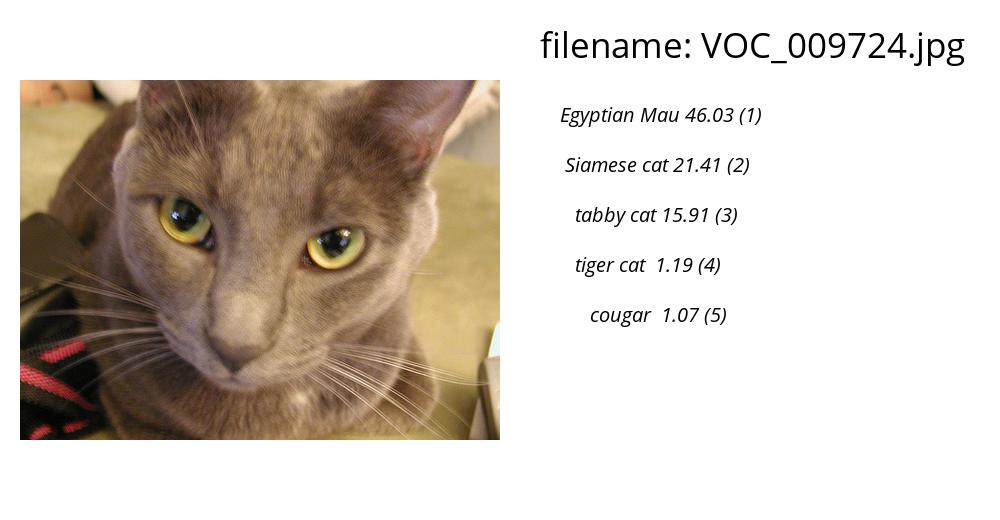 filename: VOC_009724.jpg
Egyptian Mau 46.03 (1)
Siamese cat 21.41 (2)
tabby cat 15.91 (3)
tiger cat 1.19 (4)
cougar 1.07 (5)